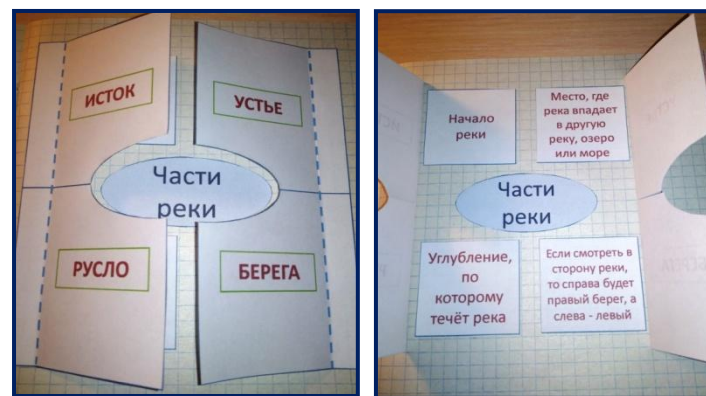 ИСТОК
УСТЬЕ
Части
реки
РУСЛО
БЕРЕГА
Начало
реки
Место, где
река впадает
в другую
реку, озеро
или море
Части
реки
Углубление,
по
которому
течёт река
Если смотреть в
сторону реки,
то справа будет
правый берег, а
слева - левый